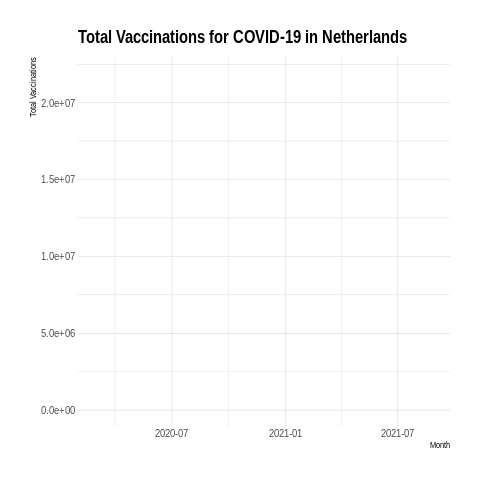 Total Vaccinations for COVID-19 in Netherlands
Total Vaccinations
2.0e+07
1.5e+07
1.0e+07
5.0e+06
0.0e+00
2020-07 2021-01 2021-07
Month